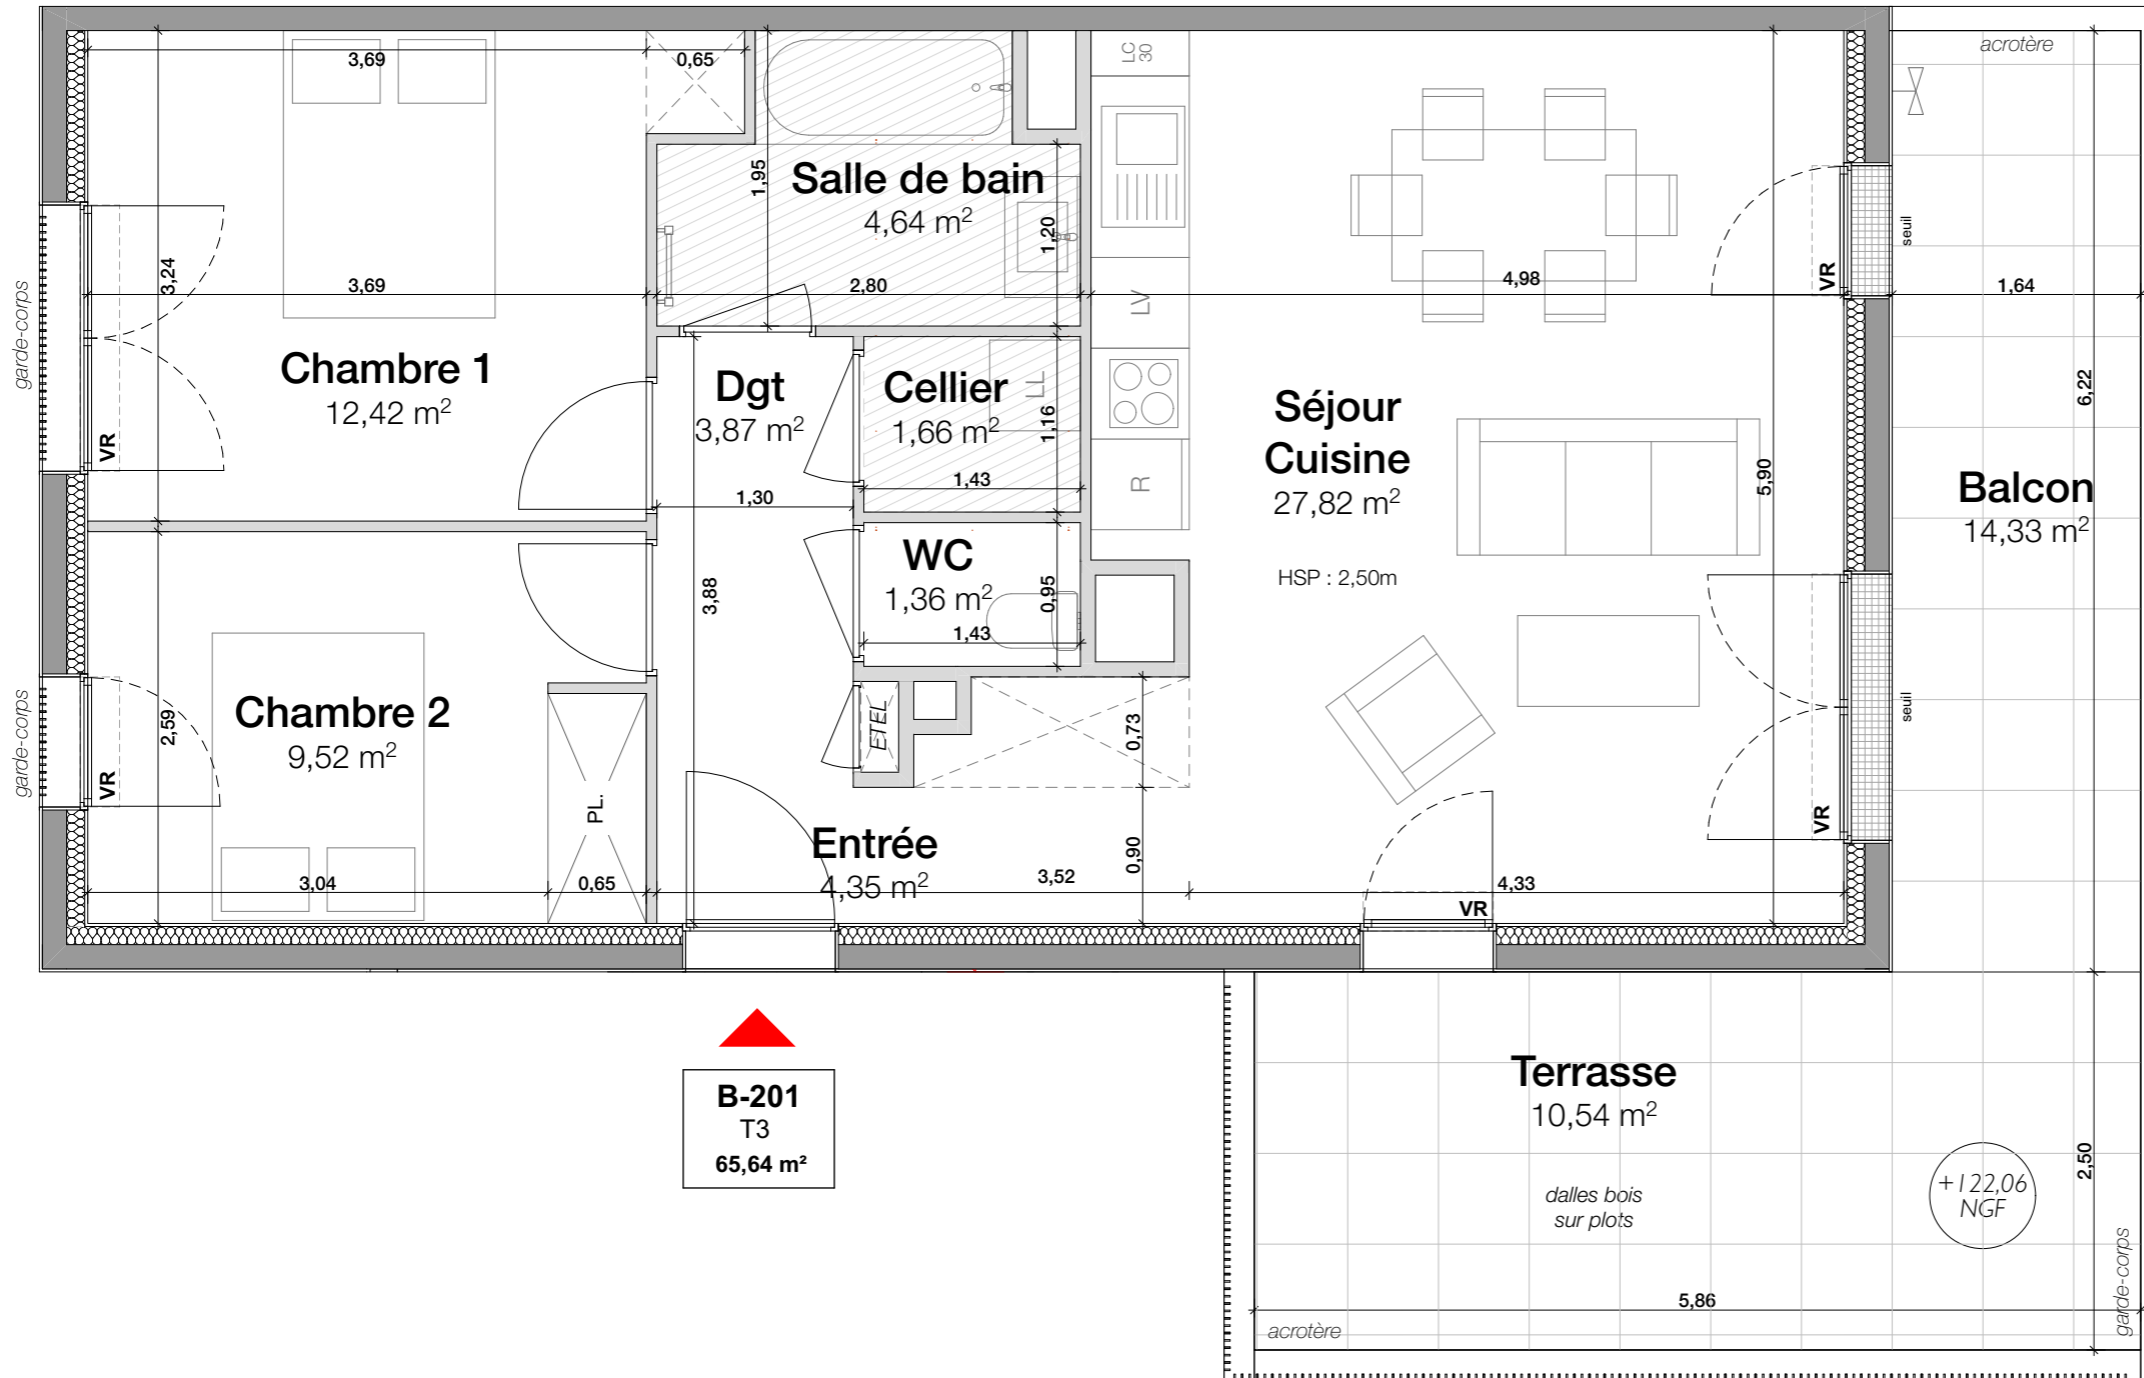 acrotère
3,69
0,65
LC
30
1,95
Salle de bain
4,64 m²
1,20
seuil
garde-corps
3,24
3,69
2,80
LV
4,98
VR
1,64
Chambre 1
12,42 m²
VR
Dgt
3,87 m²
Cellier
1,66 m²
LL
1,16
1,43
1,30
R
Séjour
Cuisine
27,82 m²
HSP : 2,50m
5,90
6,22
Balcon
14,33 m²
WC
1,36 m²
0,95
1,43
3,88
garde-corps
Chambre 2
9,52 m²
2,59
VR
PL.
ETEL
0,73
seuil
VR
Entrée
4,35 m²
0,90
3,04
0,65
3,52
4,33
VR
B-201
T3
65,64 m²
Terrasse
10,54 m²
dalles bois
sur plots
+122,06
NGF
2,50
garde-corps
5,86
acrotère